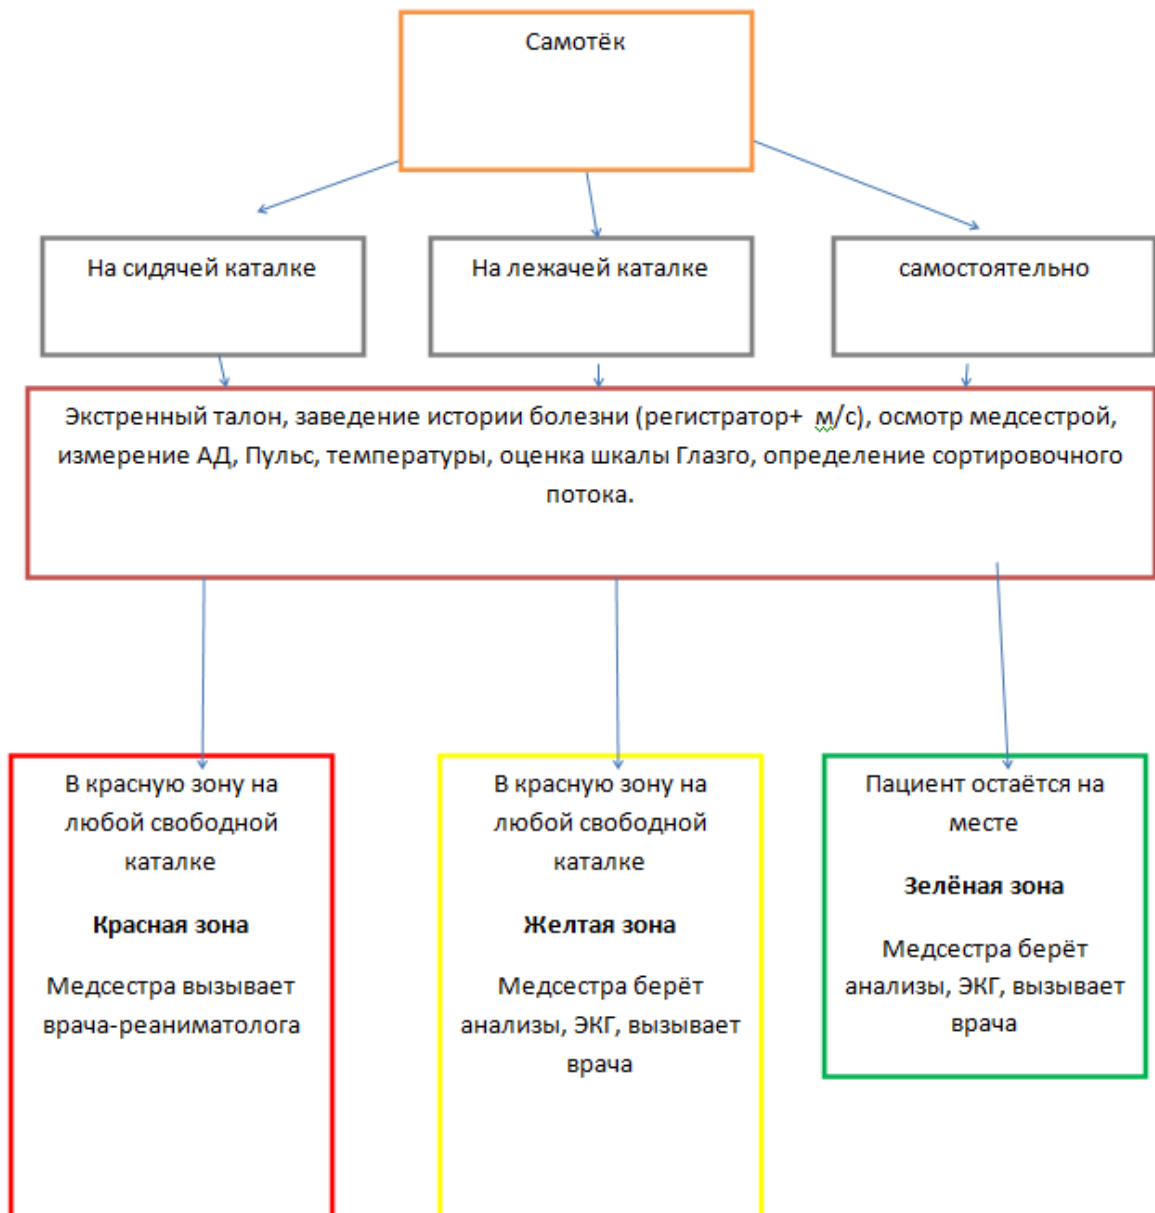 Самотёк
На сидячей каталке
На лежачей каталке
самостоятельно
Экстренный талон, заведение истории болезни (регистратор+ м/с), осмотр медсестрой,
измерение АД, Пульс, температуры, оценка шкалы Глазго, определение сортировочного
потока.
В красную зону на
любой свободной
каталке
Красная зона
Медсестра вызывает
врача-реаниматолога
В красную зону на
любой свободной
каталке
Желтая зона
Медсестра берёт
анализы, ЭКГ, вызывает
врача
Пациент остаётся на
месте
Зелёная зона
Медсестра берёт
анализы, ЭКГ, вызывает
врача